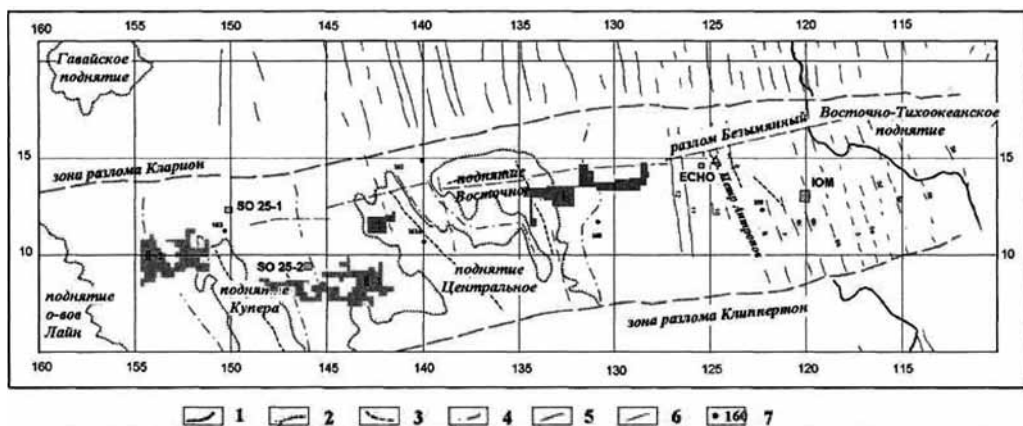 160 155 150 145 140 135 130 125 120 115
Гавайское
поднятие
зона разлома Кларион
разлом Безымянный
Восточно-Тихоокеанское
поднятие
15
15
поднятие
Восточное
ECHO
IOM
SO 25-1
10
10
SO 25-2
поднятие
Купера
поднятие
Центральное
поднятие
о-вов
Лайн
зона разлома Клиппертон
160 155 150 145 140 135 130 125 120 115
1 2 3 4 5 6 160 7